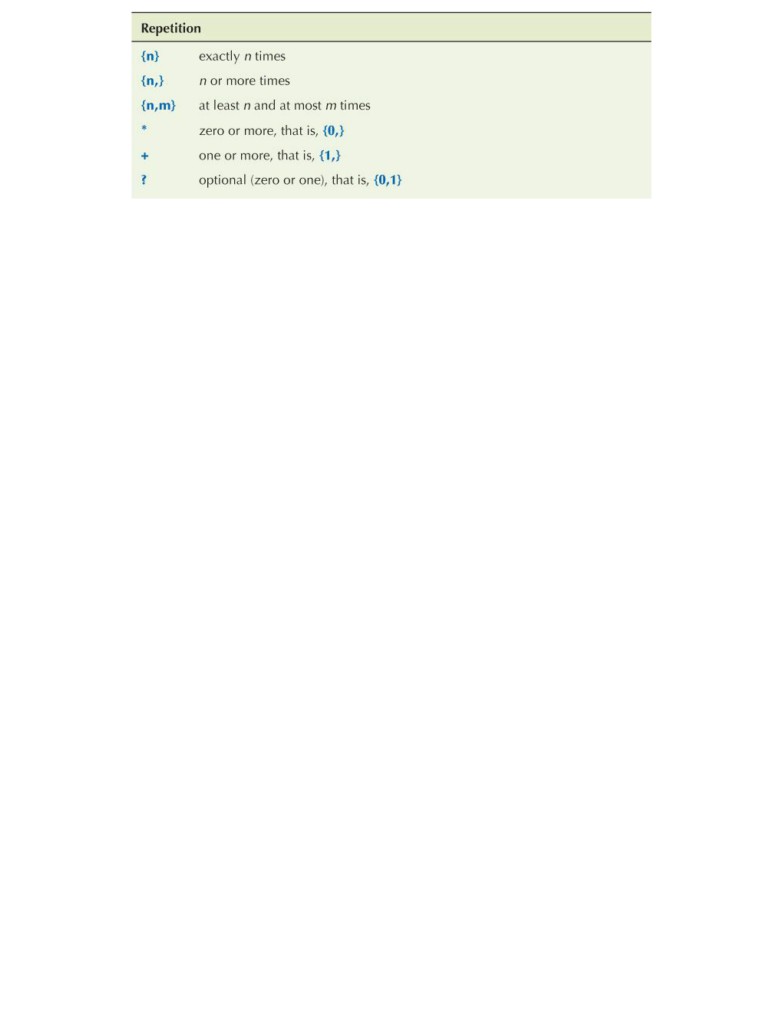 Repetition
{n} exactly n times
{n,} n or more times
{n,m} at least n and at most m times
* zero or more, that is, {0,}
+ one or more, that is, {1,}
? optional (zero or one), that is, {0,1}